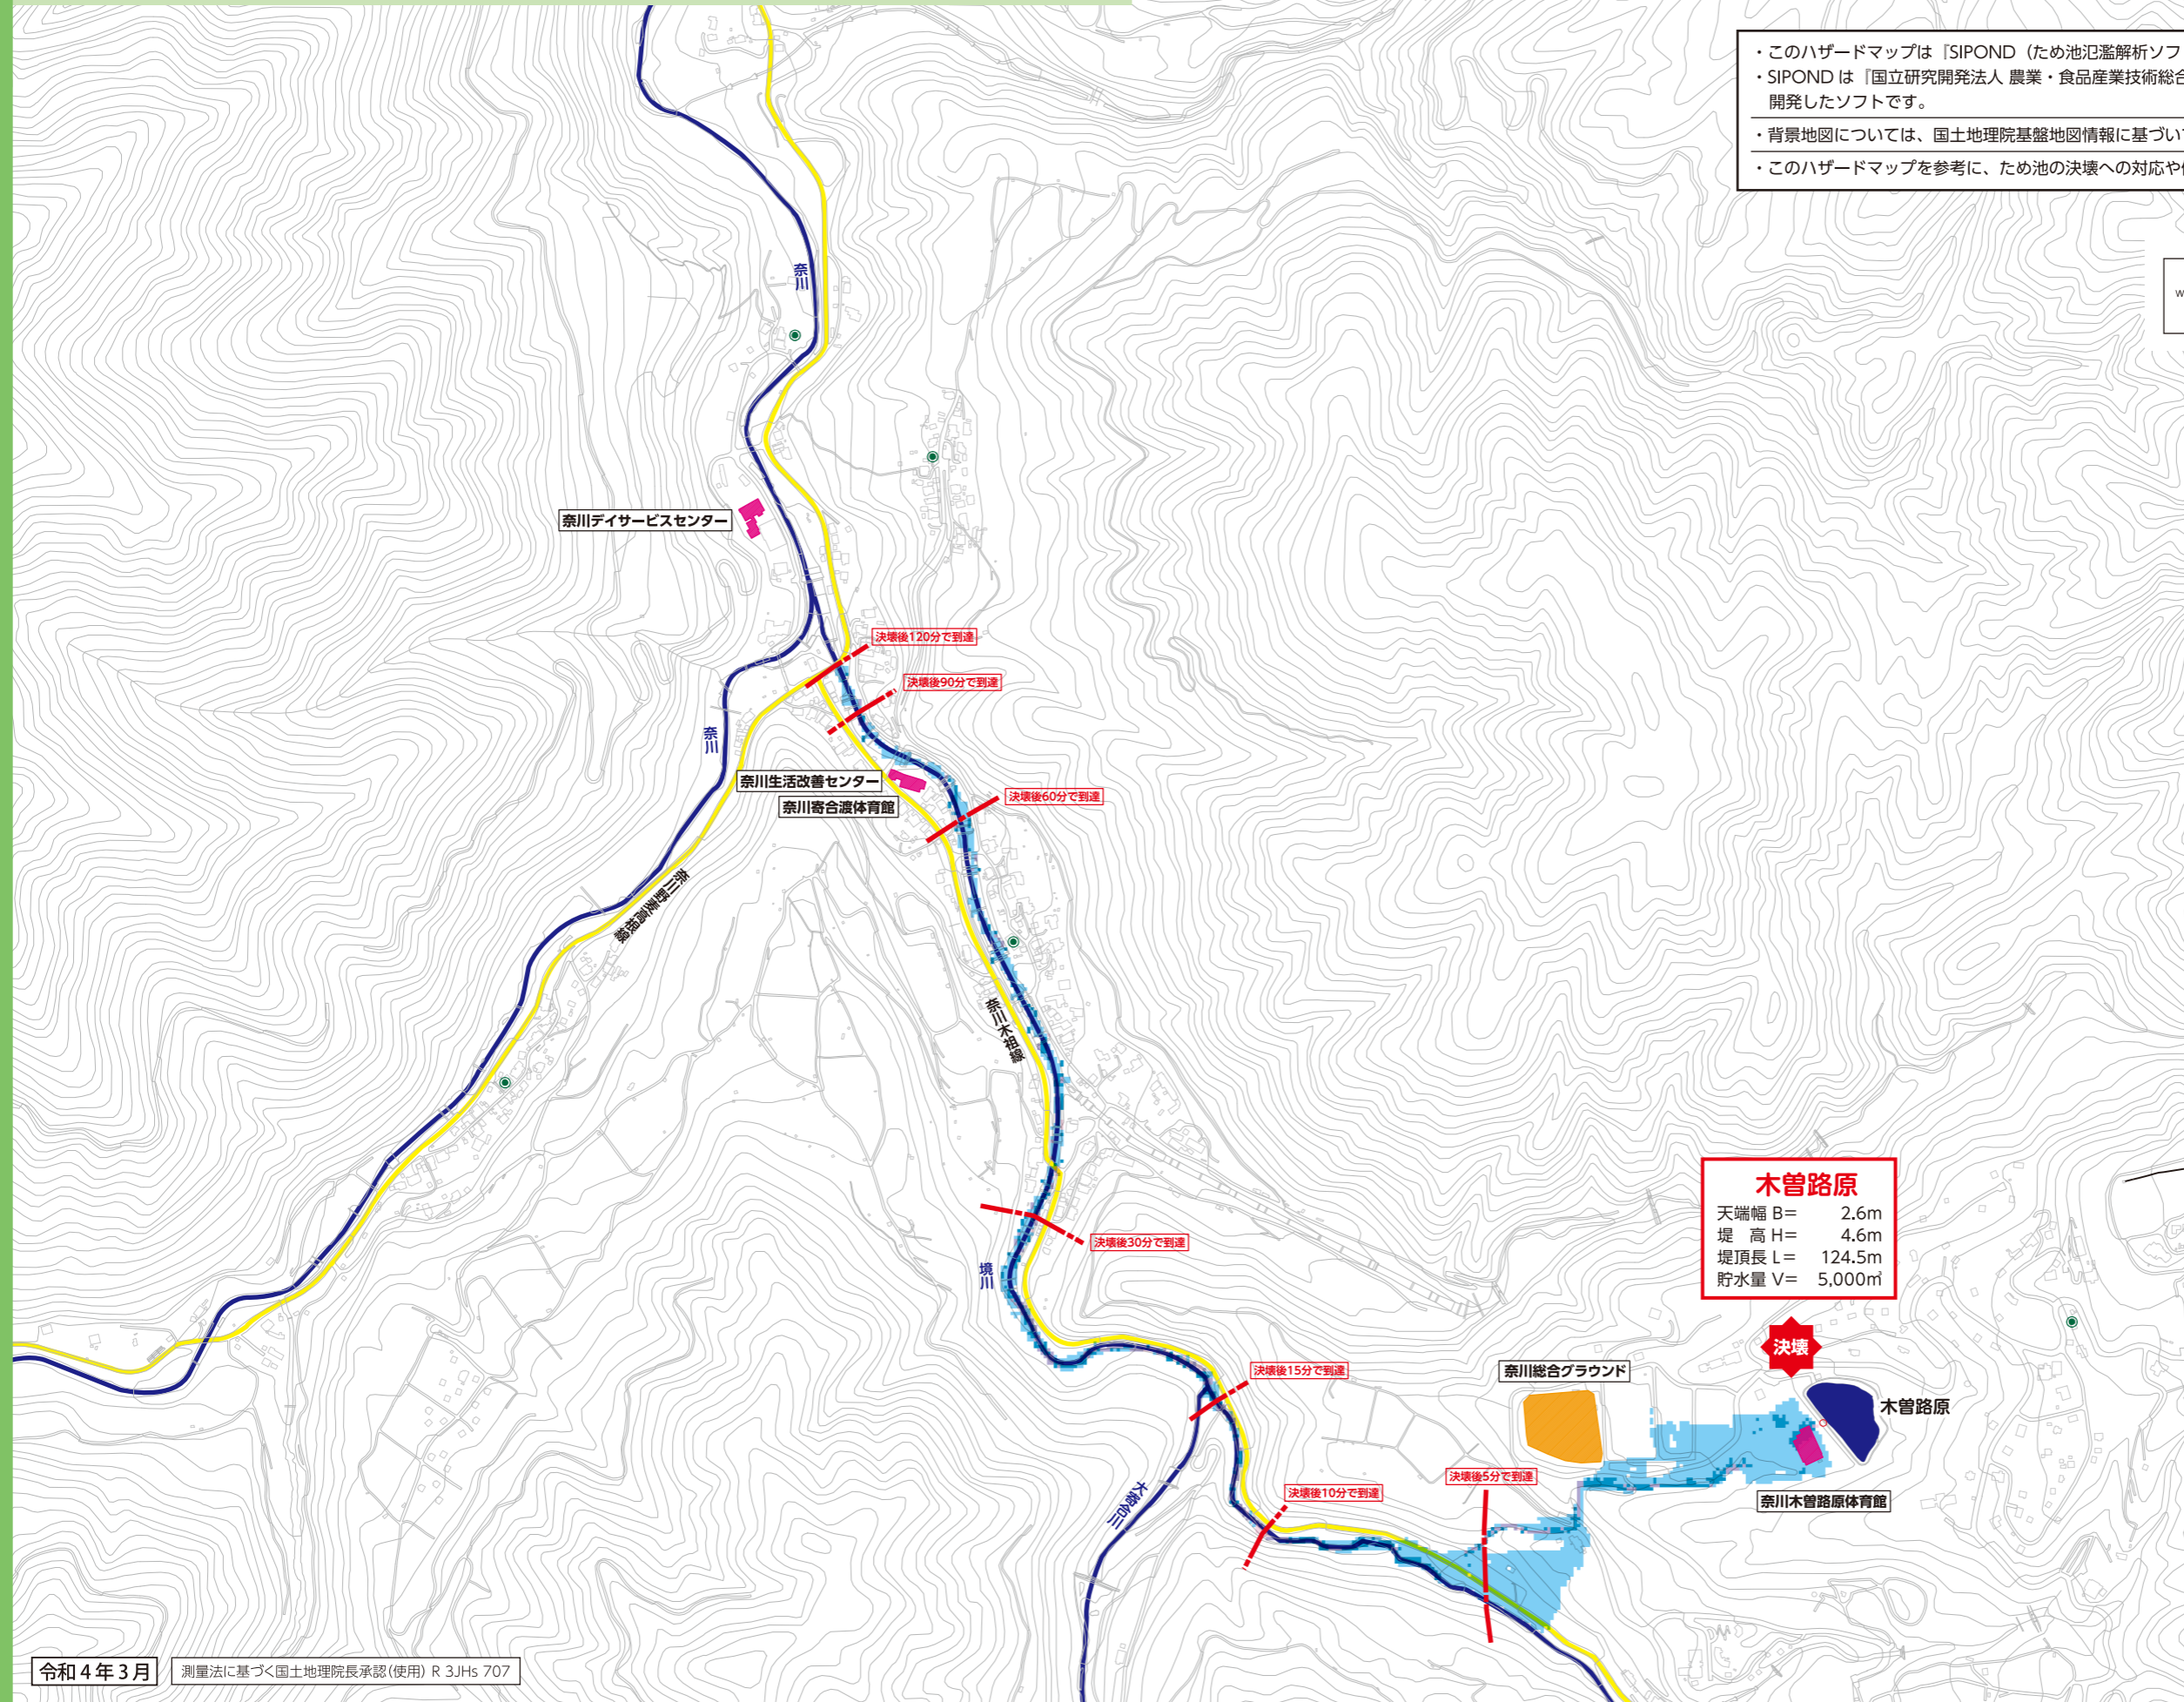 ・このハザードマップは『SIPOND（ため池氾濫解析ソフ
・SIPOND は『国立研究開発法人 農業・食品産業技術総合
開発したソフトです。
・背景地図については、国土地理院基盤地図情報に基づい
・このハザードマップを参考に、ため池の決壊への対応や
奈川
奈川デイサービスセンター
決壊後120分で到達
決壊後90分で到達
奈川
奈川生活改善センター
奈川寄合渡体育館
決壊後60分で到達
奈川野麦高根線
奈川木祖線
木曽路原
天端幅 B＝ 2.6m
堤 高 H＝ 4.6m
堤頂長 L＝ 124.5m
貯水量 V＝ 5,000㎥
決壊後30分で到達
境川
決壊
決壊後15分で到達
奈川総合グラウンド
木曽路原
決壊後5分で到達
決壊後10分で到達
奈川木曽路原体育館
令和4年3月
測量法に基づく国土地理院長承認(使用) R 3JHs 707